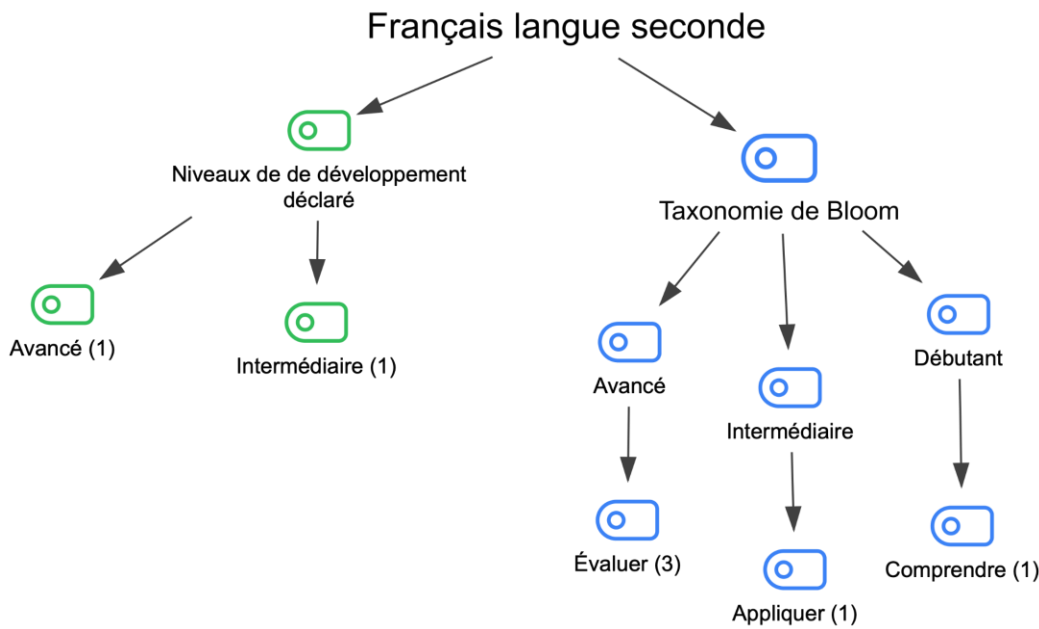 Français langue seconde
Niveaux de de développement
déclaré
Taxonomie de Bloom
Avancé (1)
Intermédiaire (1)
Avancé
Intermédiaire
Débutant
Évaluer (3)
Appliquer (1)
Comprendre (1)